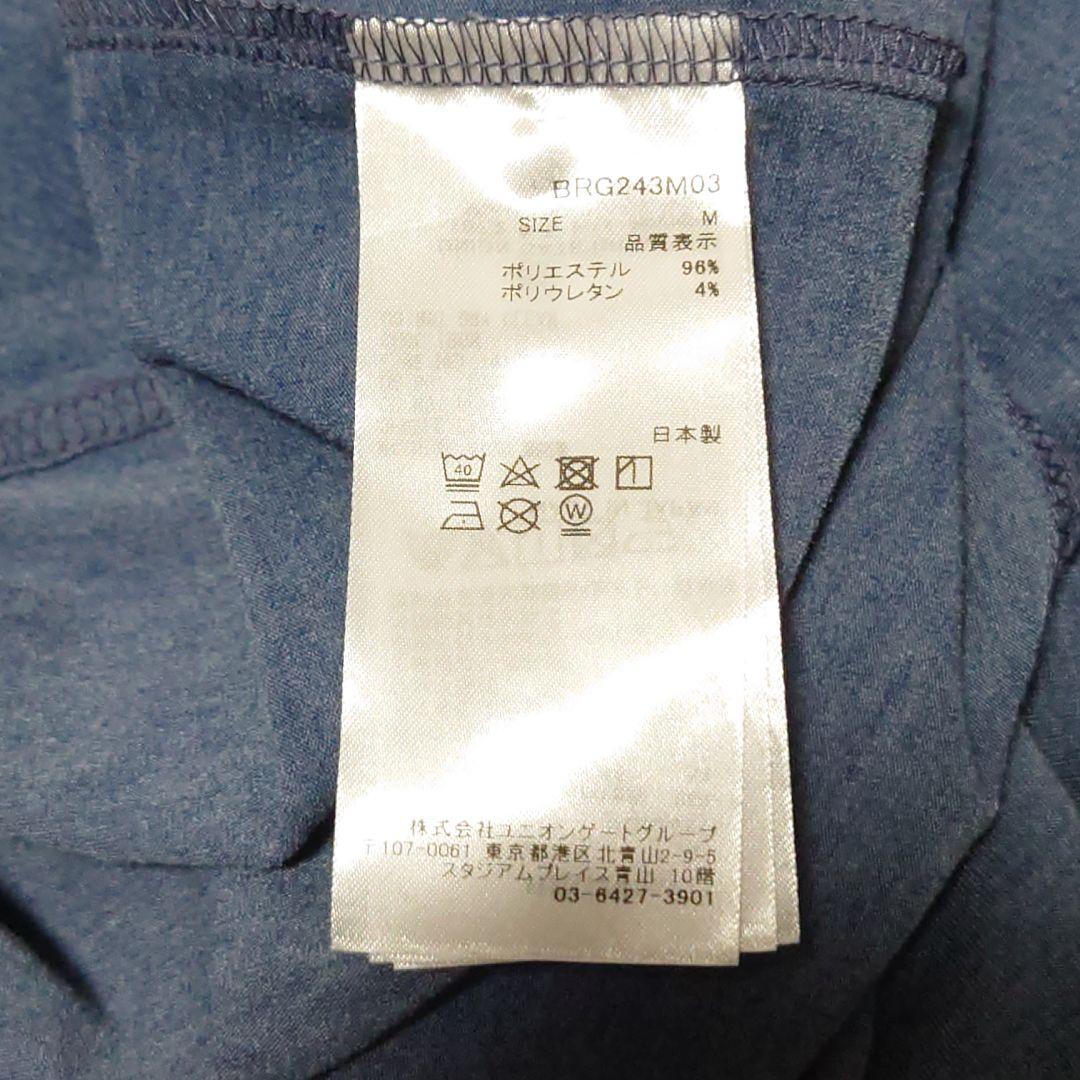 BRG243M03
SIZE M
品質表示
ポリエステル 96%
ポリウレタン 4%
日本製
40
W
株式会社ユニオンゲートグループ
〒107-0061 東京都港区北青山2-9-5
スタジアムプレイス青山 10階
03-6427-3901